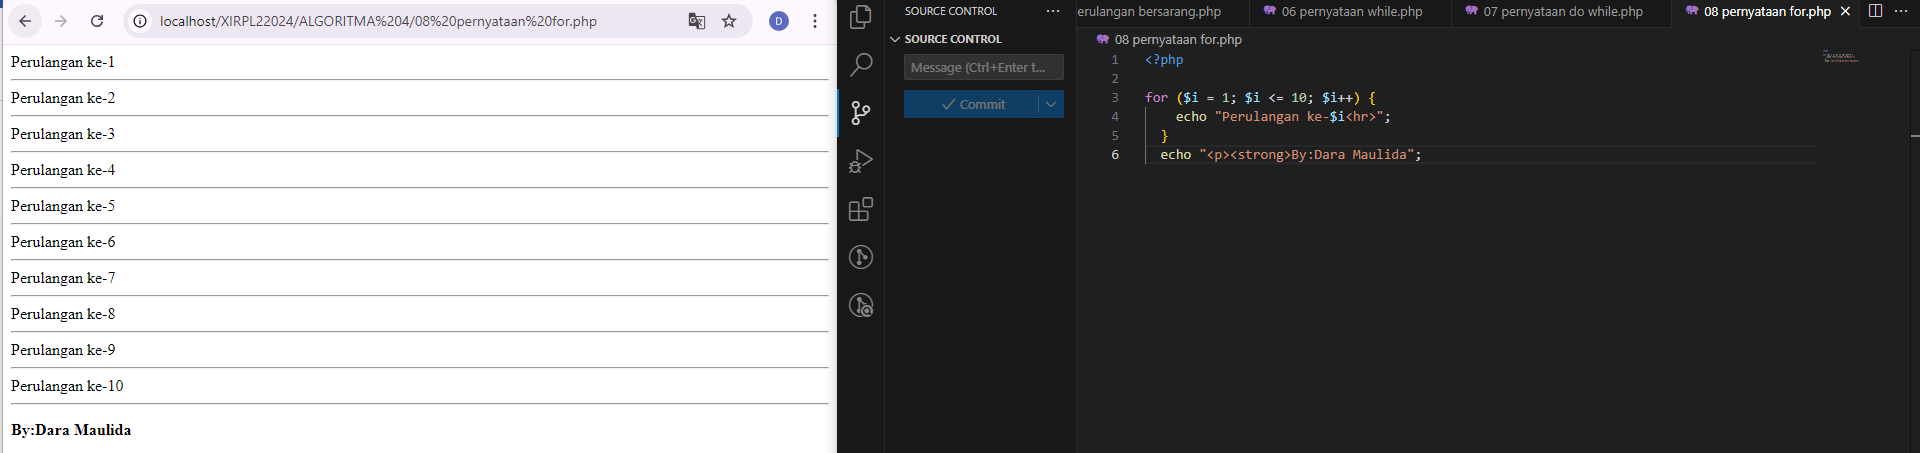 localhost/XIRPL22024/ALGORITMA%204/08%20pernyataan%20for.php
D
Perulangan ke-1
Perulangan ke-2
Perulangan ke-3
Perulangan ke-4
Perulangan ke-5
Perulangan ke-6
Perulangan ke-7
Perulangan ke-8
Perulangan ke-9
Perulangan ke-10
By:Dara Maulida
SOURCE CONTROL
SOURCE CONTROL
Message (Ctrl+Enter t...
Commit
erulangan bersarang.php
06 pernyataan while.php
07 pernyataan do while.php
08 pernyataan for.php
08 pernyataan for.php
1 <?php
2
3 for ($i = 1; $i <= 10; $i++) {
4 echo "Perulangan ke-$i<hr>";
5 }
6 echo "<p><strong>By:Dara Maulida";